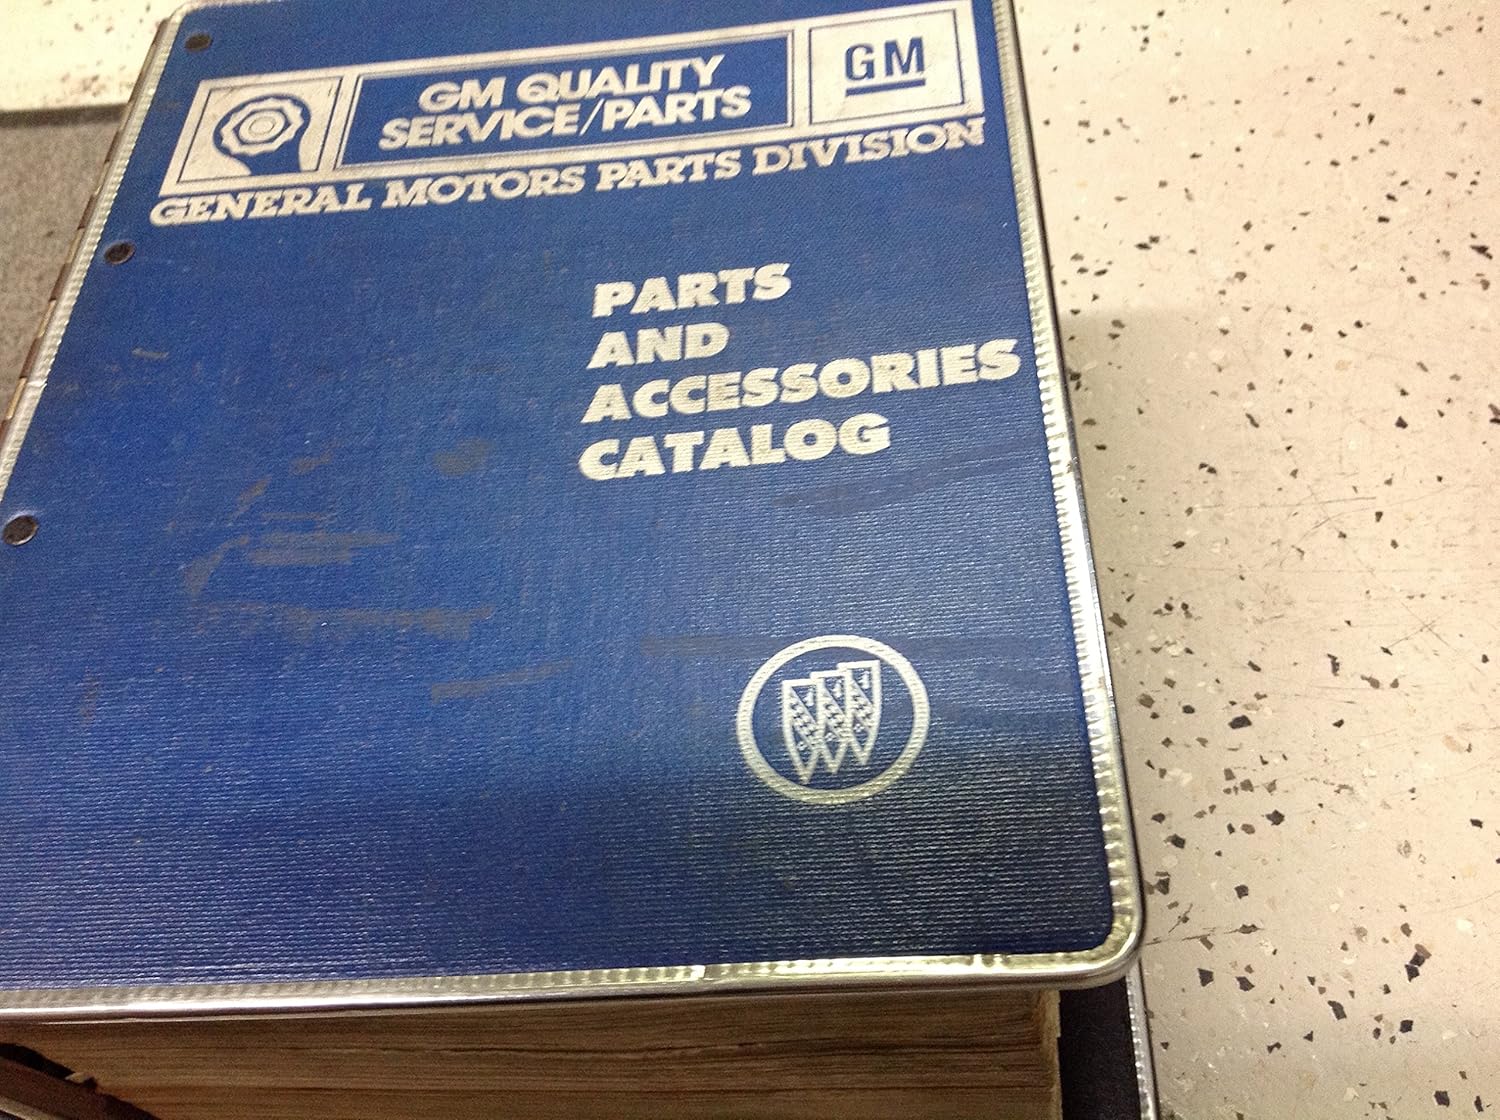 GM QUALITY
SERVICE/PARTS
GM
GENERAL MOTORS PARTS DIVISION
PARTS
AND
ACCESSORIES
CATALOG